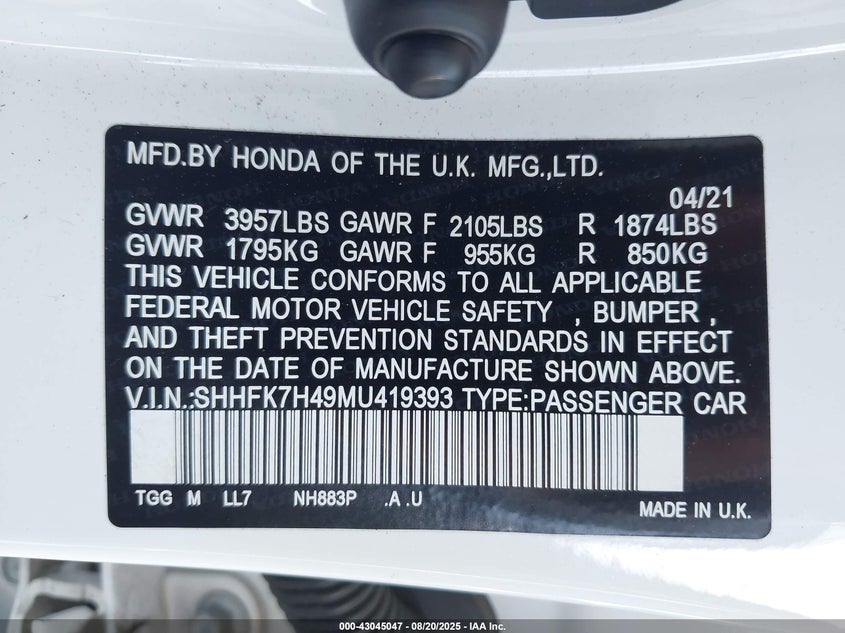 MFD.BY HONDA OF THE U.K. MFG.,LTD.
04/21
GVWR 3957LBS GAWR F 2105LBS R 1874LBS
GVWR 1795KG GAWR F 955KG R 850KG
THIS VEHICLE CONFORMS TO ALL APPLICABLE
FEDERAL MOTOR VEHICLE SAFETY , BUMPER ,
AND THEFT PREVENTION STANDARDS IN EFFECT
ON THE DATE OF MANUFACTURE SHOWN ABOVE.
V.I.N.:SHHFK7H49MU419393 TYPE:PASSENGER CAR
TGG M LL7 NH883P .A .U
MADE IN U.K.
000-43045047 - 08/20/2025 - IAA Inc.